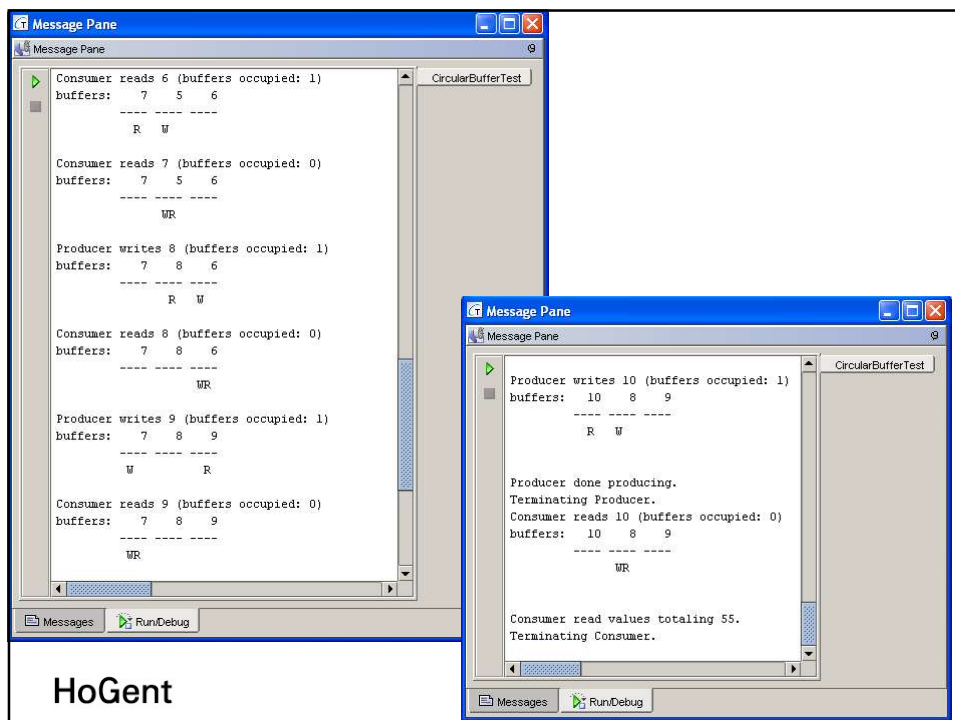 Message Pane
Message Pane
CircularBufferTest
Consumer reads 6 (buffers occupied: 1)
buffers:    7    5    6
         ---- ---- ----
           R   W
Consumer reads 7 (buffers occupied: 0)
buffers:    7    5    6
         ---- ---- ----
               WR
Producer writes 8 (buffers occupied: 1)
buffers:    7    8    6
         ---- ---- ----
                R   W
Consumer reads 8 (buffers occupied: 0)
buffers:    7    8    6
         ---- ---- ----
                    WR
Producer writes 9 (buffers occupied: 1)
buffers:    7    8    9
         ---- ---- ----
          W          R
Consumer reads 9 (buffers occupied: 0)
buffers:    7    8    9
         ---- ---- ----
          WR
Messages Run/Debug
Message Pane
Message Pane
CircularBufferTest
Producer writes 10 (buffers occupied: 1)
buffers:   10    8    9
         ---- ---- ----
           R   W
Producer done producing.
Terminating Producer.
Consumer reads 10 (buffers occupied: 0)
buffers:   10    8    9
         ---- ---- ----
               WR
Consumer read values totaling 55.
Terminating Consumer.
Messages Run/Debug
HoGent